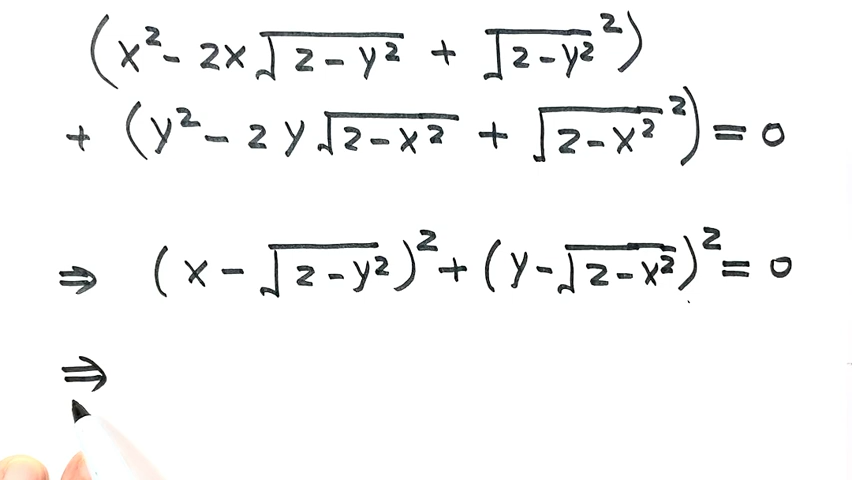 (x² - 2x√(2 - y²) + √(2 - y²)²)
+ (y² - 2y√(2 - x²) + √(2 - x²)²) = 0
⇒ (x - √(2 - y²))² + (y - √(2 - x²))² = 0
⇒